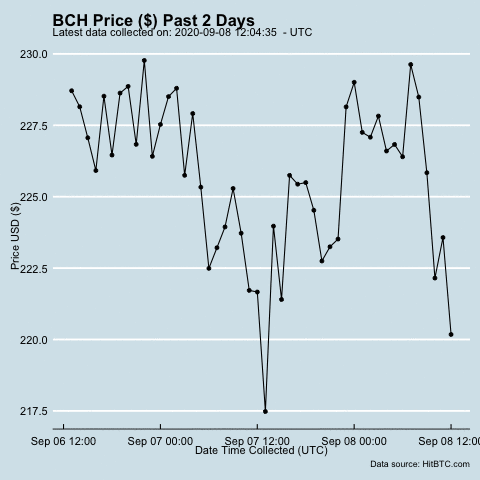 BCH Price ($) Past 2 Days
Latest data collected on: 2020-09-08 12:04:35 - UTC
230.0
227.5
225.0
222.5
220.0
217.5
Price USD ($)
Sep 06 12:00 Sep 07 00:00 Sep 07 12:00 Sep 08 00:00 Sep 08 12:00
Date Time Collected (UTC)
Data source: HitBTC.com